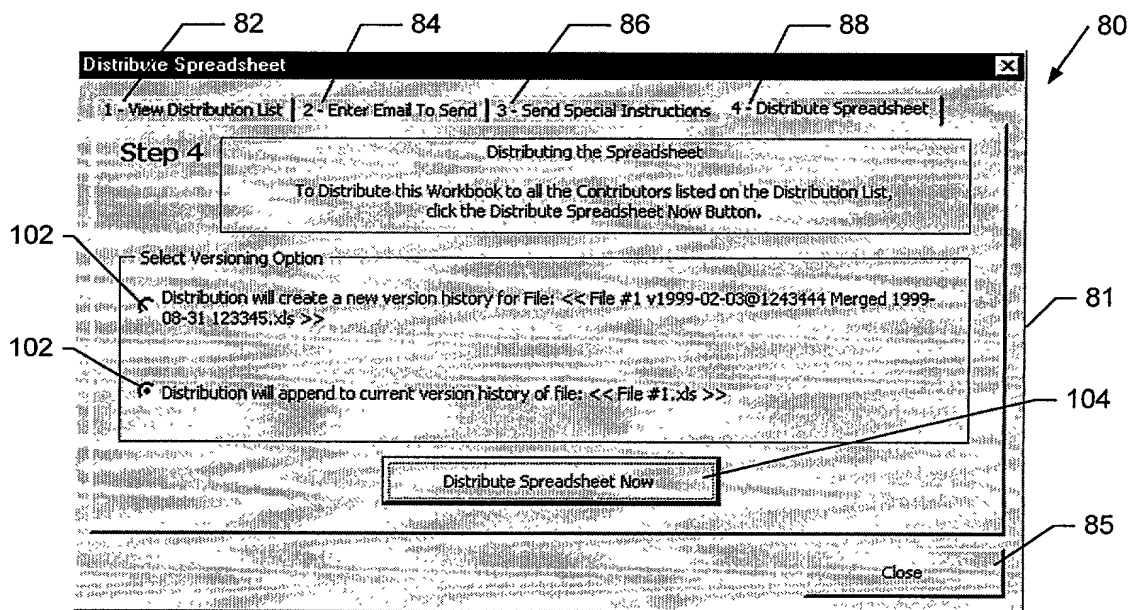 82 84 86 88 80
Distribute Spreadsheet
1 - View Distribution List 2 - Enter Email To Send 3 - Send Special Instructions 4 - Distribute Spreadsheet
Step 4
Distributing the Spreadsheet
To Distribute this Workbook to all the Contributors listed on the Distribution List,
click the Distribute Spreadsheet Now Button.
102
Select Versioning Option
Distribution will create a new version history for File: << File #1 v1999-02-03@1243444 Merged 1999-
08-31 123345.xls >>
81
102
Distribution will append to current version history of file: << File #1.xls >>
104
Distribute Spreadsheet Now
85
Close